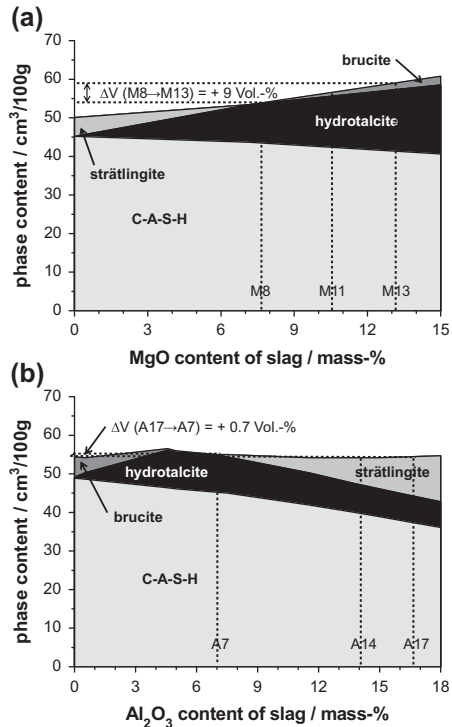 (a)
phase content / cm³/100g
70
60
50
40
30
20
10
0
brucite
ΔV (M8→M13) = + 9 Vol.-%
hydrotalcite
strätlingite
C-A-S-H
M8
M11
M13
0
3
6
9
12
15
MgO content of slag / mass-%
(b)
phase content / cm³/100g
70
60
50
40
30
20
10
0
ΔV (A17→A7) = + 0.7 Vol.-%
hydrotalcite
strätlingite
brucite
C-A-S-H
A7
A14
A17
0
3
6
9
12
15
18
Al₂O₃ content of slag / mass-%